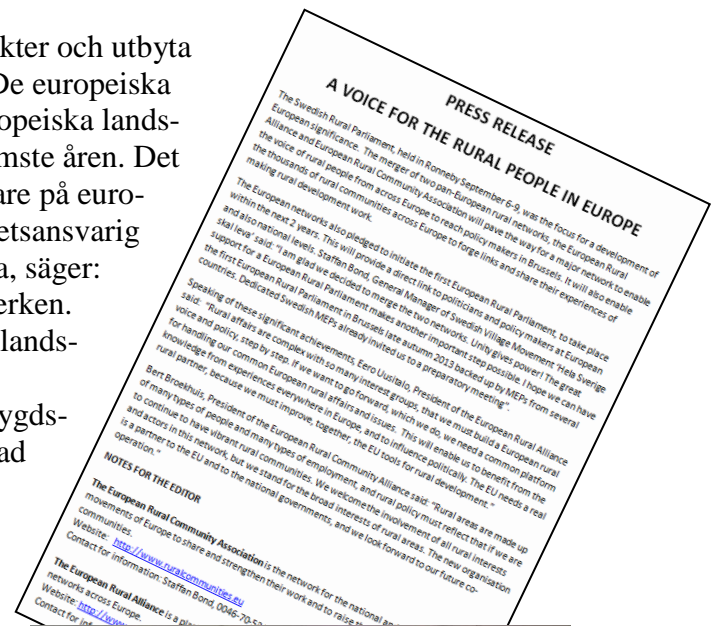 kter och utbyta
De europeiska
opeiska lands-
mste åren. Det
are på euro-
etsansvarig
a, säger:
erken.
lands-
ygds-
ad
PRESS RELEASE
A VOICE FOR THE RURAL PEOPLE IN EUROPE
The Swedish Rural Parliament, held in Ronneby September 6-9, was the focus for a development of
European significance. The merger of two pan-European rural networks, the European Rural
Alliance and European Rural Community Association will pave the way for a major network to enable
the voice of rural people from across Europe to reach policy makers in Brussels. It will also enable
the thousands of rural communities across Europe to forge links and share their experiences of
making rural development work.
The European networks also pledged to initiate the first European Rural Parliament, to take place
within the next 2 years. This will provide a direct link to politicians and policy makers at European
and also national levels. Staffan Bond, General Manager of Swedish Village Movement 'Hela Sverige
skal leva' said: "I am glad we decided to merge the two networks. Unity gives power! The great
support for a European Rural Parliament makes another important step possible. I hope we can have
the first European Rural Parliament in Brussels late autumn 2013 backed up by MEPs from several
countries. Dedicated Swedish MEPs already invited us to a preparatory meeting".
Speaking of these significant achievements, Eero Uusitalo, President of the European Rural Alliance
said: "Rural affairs are complex with so many interest groups, that we must build a European rural
voice and policy, step by step. If we want to go forward, which we do, we need a common platform
for handling our common European rural affairs and issues. This will enable us to benefit from the
knowledge from experiences everywhere in Europe, and to influence politically. The EU needs a real
rural partner, because we must improve, together, the EU tools for rural development."
Bert Broekhuis, President of the European Rural Community Alliance said: "Rural areas are made up
of many types of people and many types of employment, and rural policy must reflect that if we are
to continue to have vibrant rural communities. We welcome the involvement of all rural interests
and actors in this network, but we stand for the broad interests of rural areas. The new organisation
is a partner to the EU and to the national governments, and we look forward to our future co-
operation."
NOTES FOR THE EDITOR
The European Rural Community Association is the network for the national and
movements of Europe to share and strengthen their work and to raise th
communities.
Website: http://www.ruralcommunities.eu
Contact for information: Staffan Bond, 0046-70-52
The European Rural Alliance is a pla
networks across Europe.
Website: http://www
Contact for inf